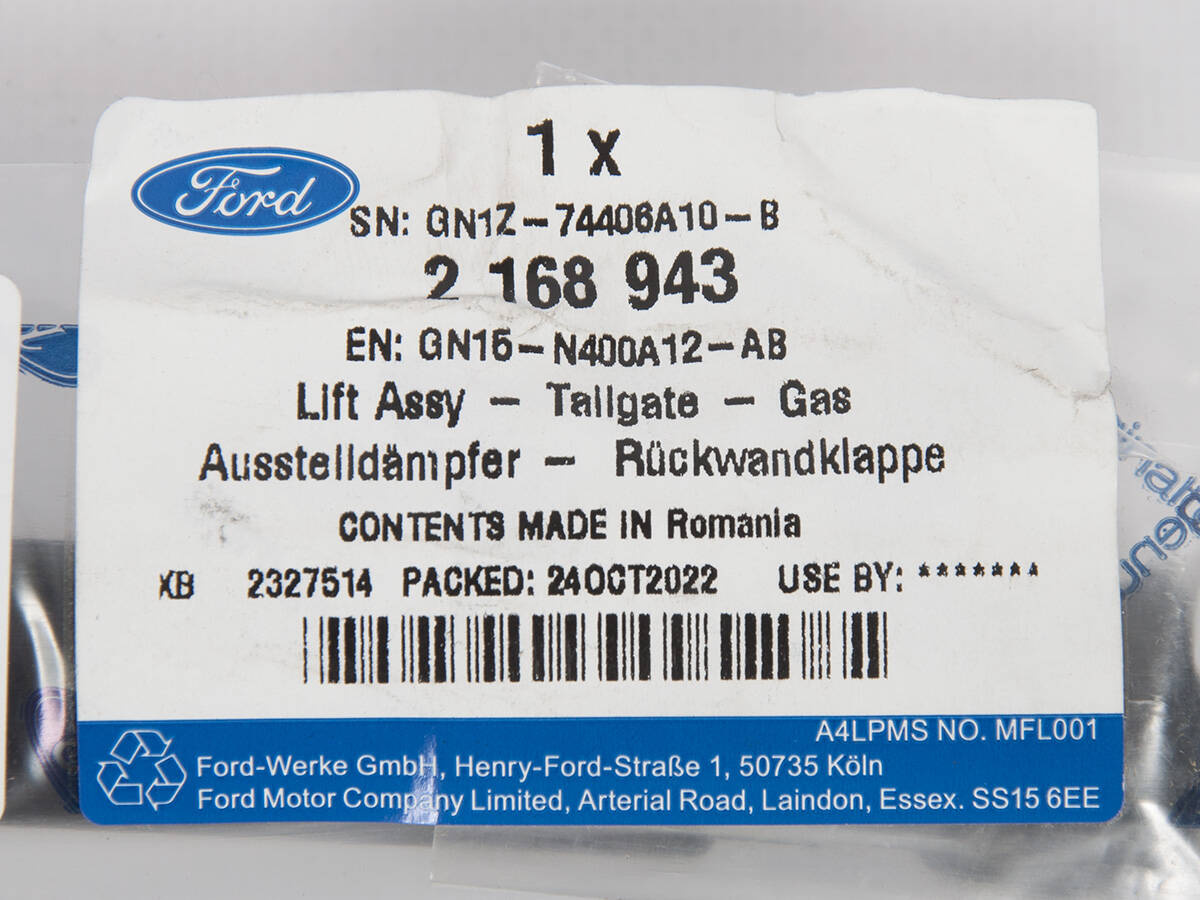 1 x
Ford
SN: GN1Z-74406A10-B
2 168 943
EN: GN15-N400A12-AB
Lift Assy - Tailgate - Gas
Ausstelldämpfer - Rückwandklappe
CONTENTS MADE IN Romania
XB 2327514 PACKED: 24OCT2022 USE BY: *******
A4LPMS NO. MFL001
Ford-Werke GmbH, Henry-Ford-Straße 1, 50735 Köln
Ford Motor Company Limited, Arterial Road, Laindon, Essex. SS15 6EE